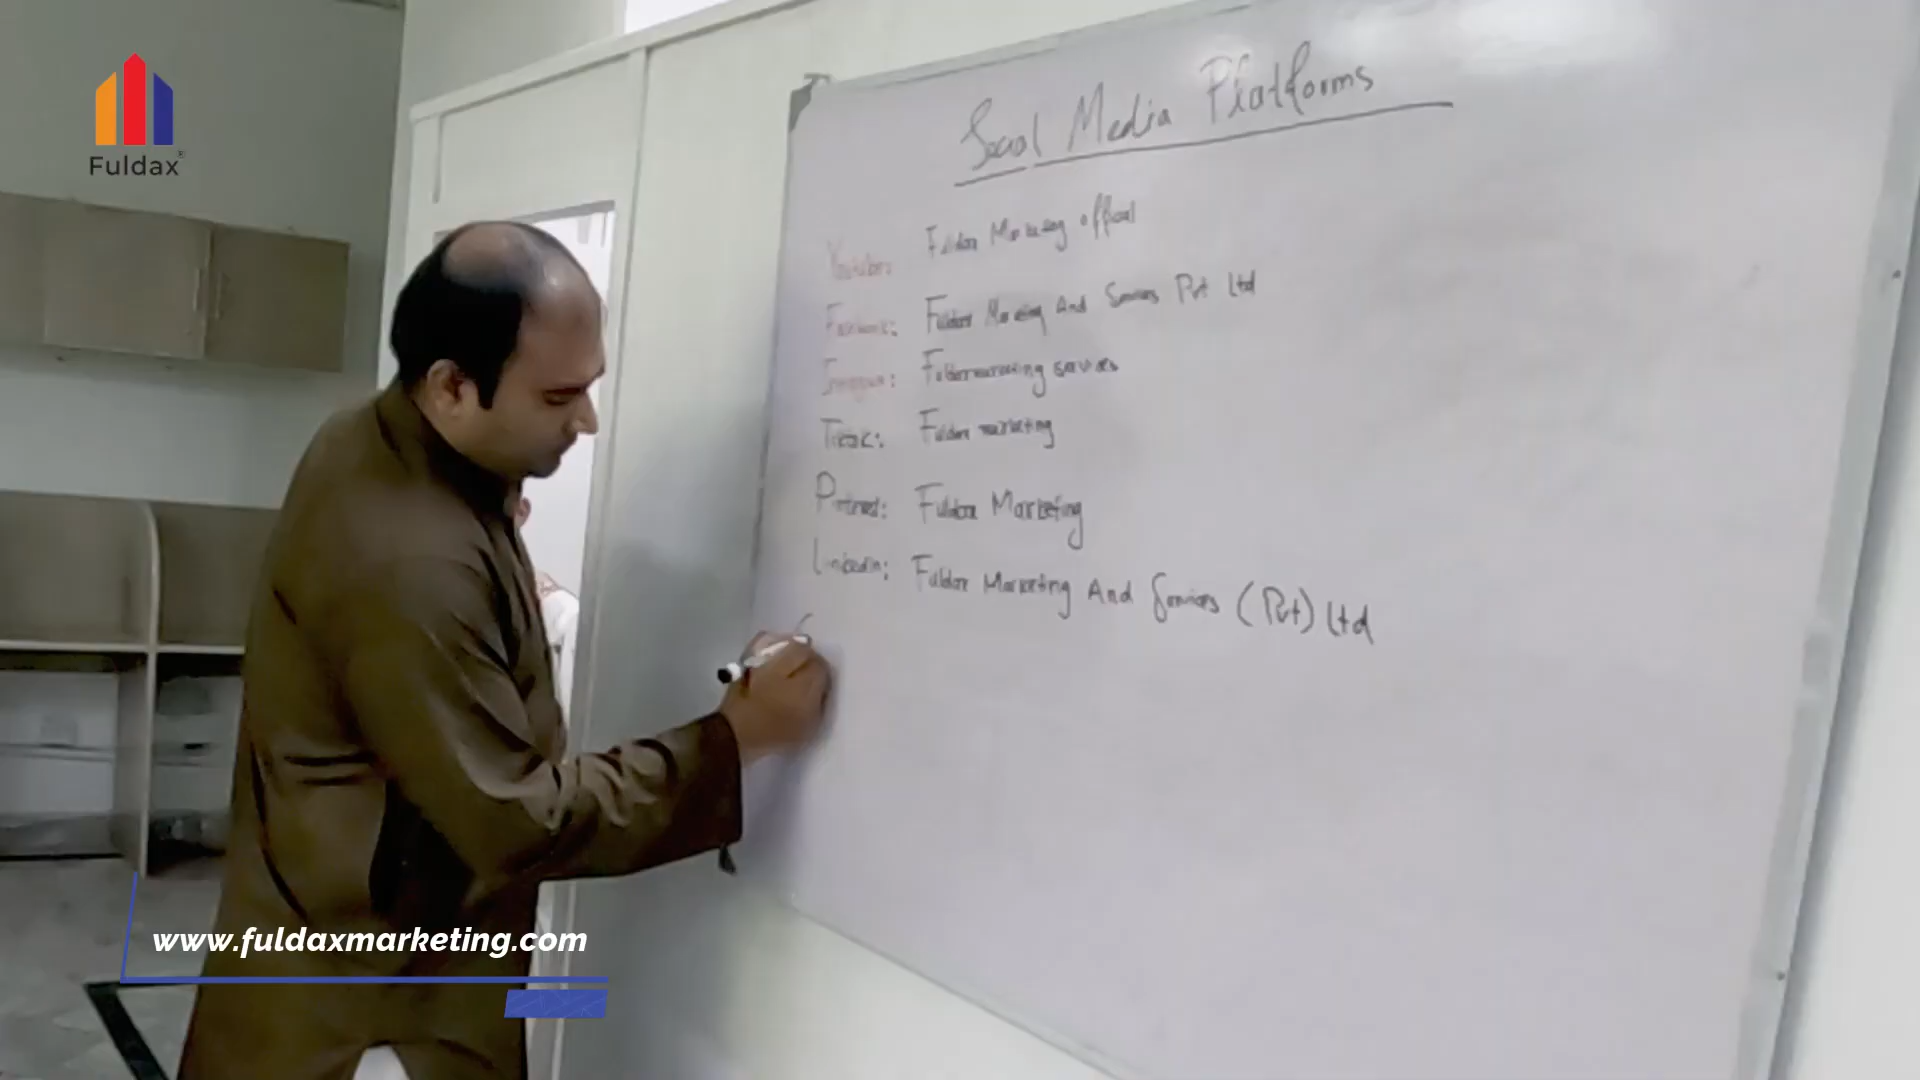 Fuldax®
Social Media Platforms
Youtube: Fuldax Marketing official
Facebook: Fuldax Marketing And Services Pvt Ltd
Instagram: Fuldaxmarketing services
Tiktok: Fuldax marketing
Pinterest: Fuldax Marketing
Linkedin: Fuldax Marketing And Services (Pvt) Ltd
www.fuldaxmarketing.com